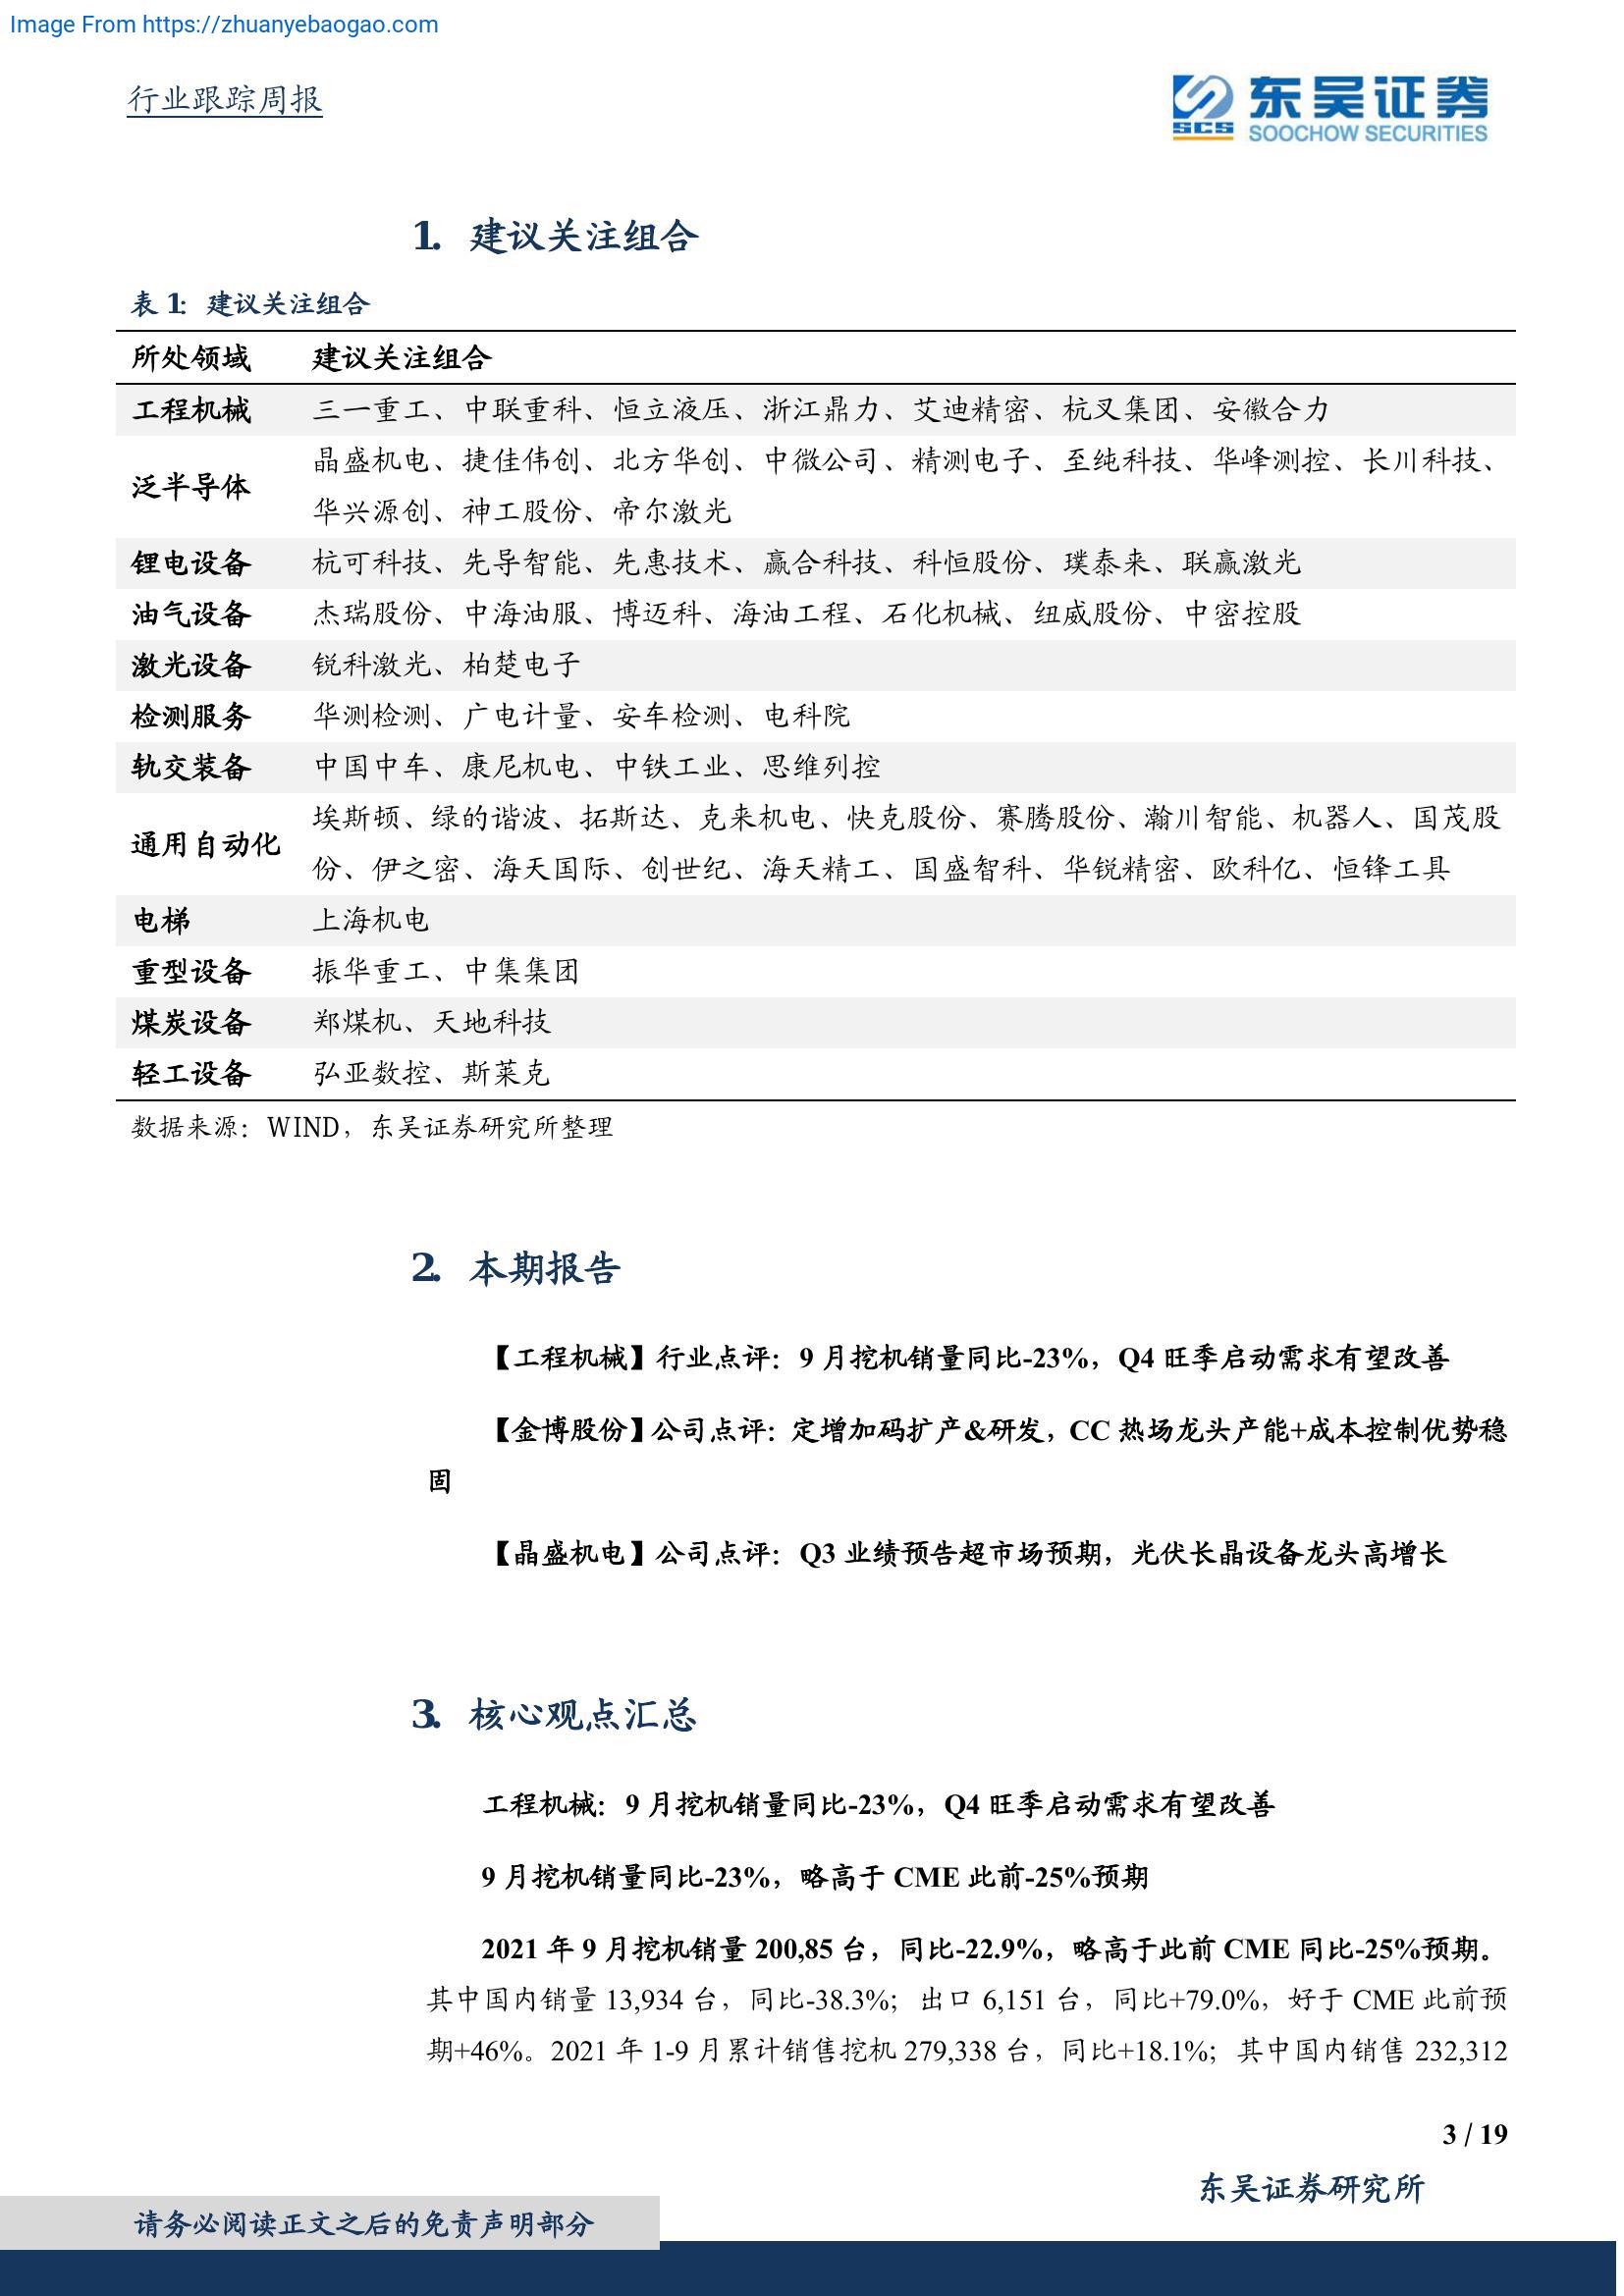 Image From https://zhuanyebaogao.com
行业跟踪周报
SCS 东吴证券
SOOCHOW SECURITIES
1. 建议关注组合
表 1: 建议关注组合
所处领域 建议关注组合
工程机械 三一重工、中联重科、恒立液压、浙江鼎力、艾迪精密、杭叉集团、安徽合力
泛半导体 晶盛机电、捷佳伟创、北方华创、中微公司、精测电子、至纯科技、华峰测控、长川科技、
华兴源创、神工股份、帝尔激光
锂电设备 杭可科技、先导智能、先惠技术、赢合科技、科恒股份、璞泰来、联赢激光
油气设备 杰瑞股份、中海油服、博迈科、海油工程、石化机械、纽威股份、中密控股
激光设备 锐科激光、柏楚电子
检测服务 华测检测、广电计量、安车检测、电科院
轨交装备 中国中车、康尼机电、中铁工业、思维列控
通用自动化 埃斯顿、绿的谐波、拓斯达、克来机电、快克股份、赛腾股份、瀚川智能、机器人、国茂股
份、伊之密、海天国际、创世纪、海天精工、国盛智科、华锐精密、欧科亿、恒锋工具
电梯 上海机电
重型设备 振华重工、中集集团
煤炭设备 郑煤机、天地科技
轻工设备 弘亚数控、斯莱克
数据来源：WIND，东吴证券研究所整理
2. 本期报告
【工程机械】行业点评：9 月挖机销量同比-23%，Q4 旺季启动需求有望改善
【金博股份】公司点评：定增加码扩产&研发，CC 热场龙头产能+成本控制优势稳
固
【晶盛机电】公司点评：Q3 业绩预告超市场预期，光伏长晶设备龙头高增长
3. 核心观点汇总
工程机械：9 月挖机销量同比-23%，Q4 旺季启动需求有望改善
9 月挖机销量同比-23%，略高于 CME 此前-25%预期
2021 年 9 月挖机销量 200,85 台，同比-22.9%，略高于此前 CME 同比-25%预期。
其中国内销量 13,934 台，同比-38.3%；出口 6,151 台，同比+79.0%，好于 CME 此前预
期+46%。2021 年 1-9 月累计销售挖机 279,338 台，同比+18.1%；其中国内销售 232,312
3 / 19
东吴证券研究所
请务必阅读正文之后的免责声明部分